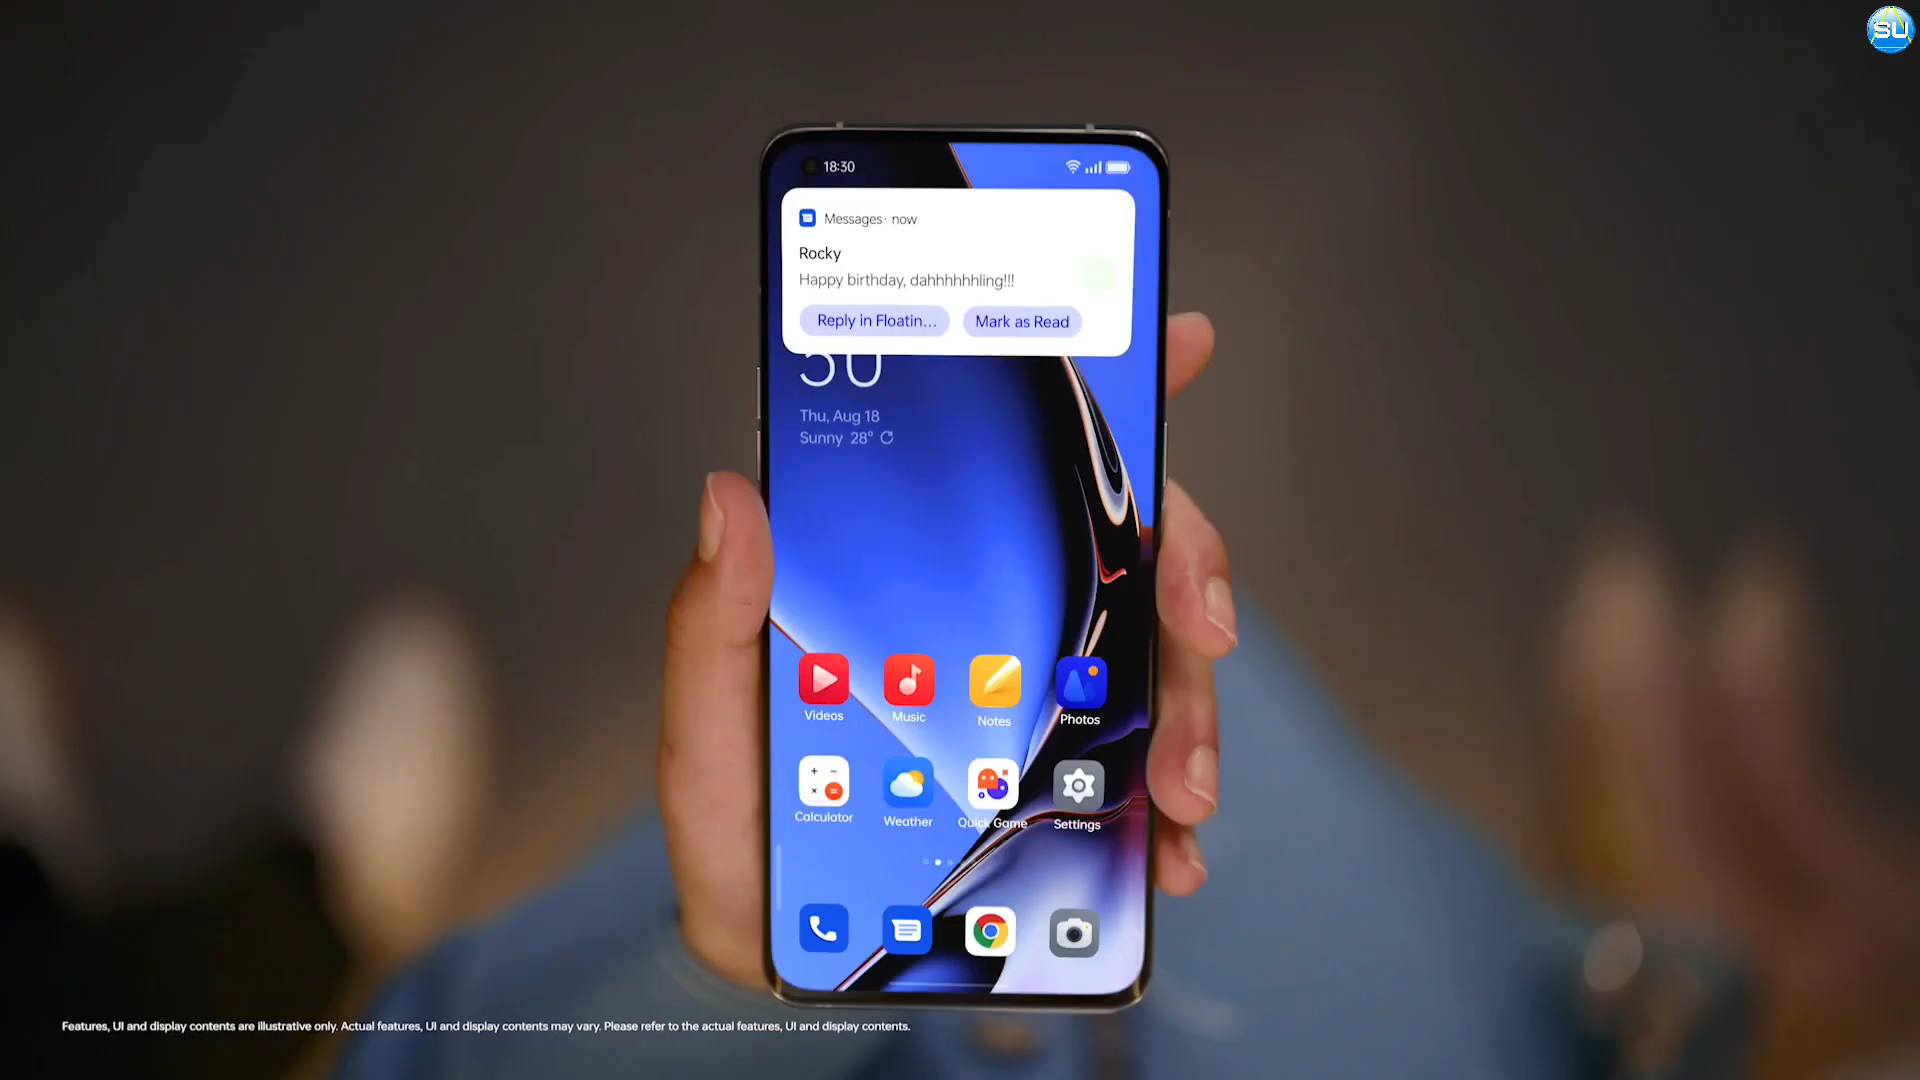 SU
18:30
Messages · now
Rocky
Happy birthday, dahhhhhhling!!!
Reply in Floatin...
Mark as Read
30
Thu, Aug 18
Sunny 28°
Videos
Music
Notes
Photos
Calculator
Weather
Quick Game
Settings
Features, UI and display contents are illustrative only. Actual features, UI and display contents may vary. Please refer to the actual features, UI and display contents.